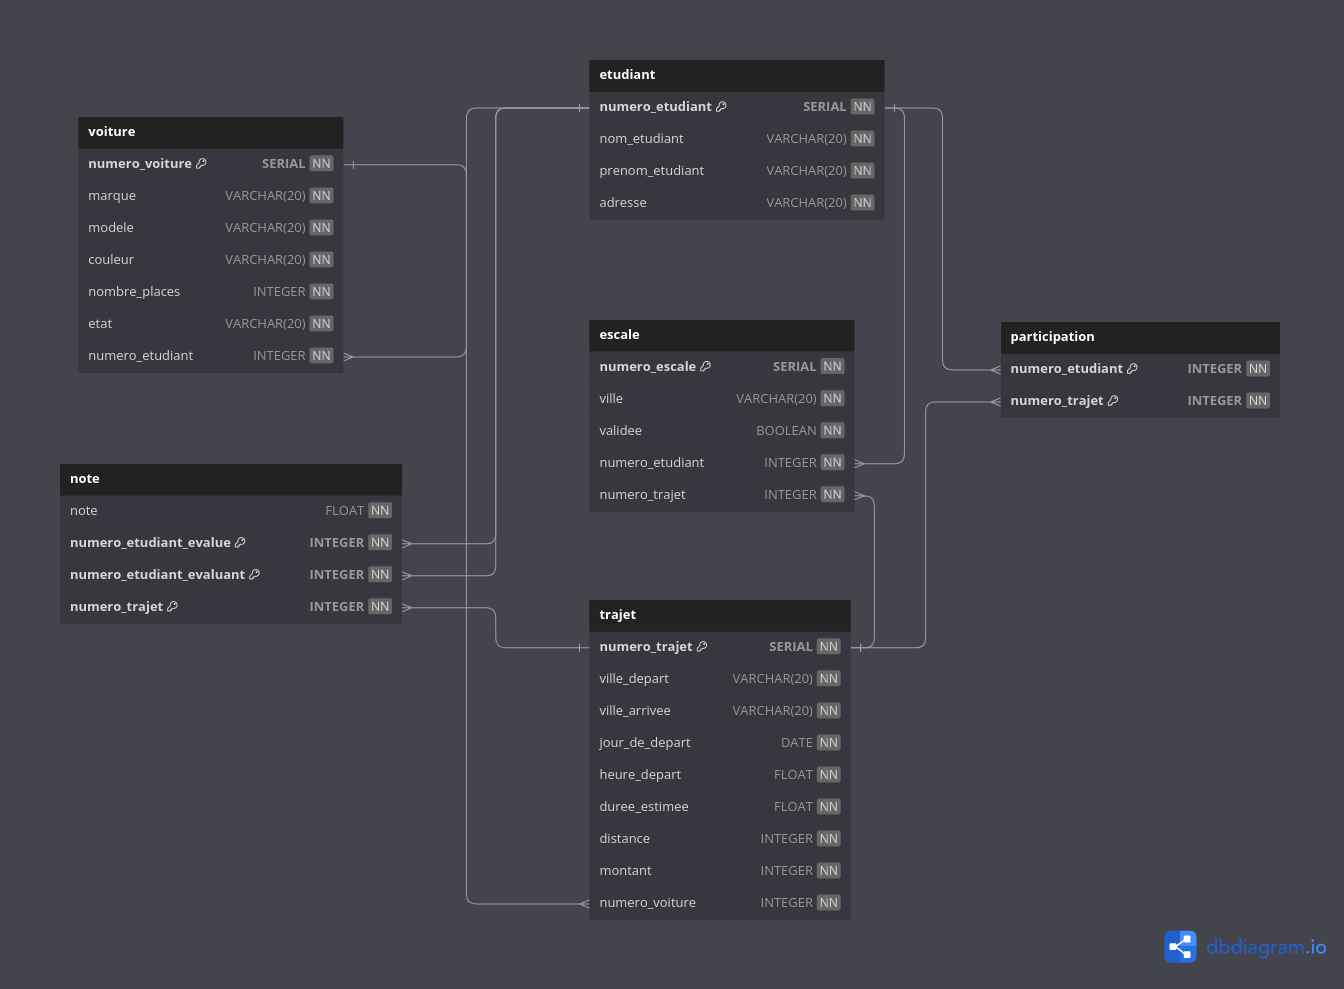 etudiant
numero_etudiant SERIAL NN
nom_etudiant VARCHAR(20) NN
prenom_etudiant VARCHAR(20) NN
adresse VARCHAR(20) NN
voiture
numero_voiture SERIAL NN
marque VARCHAR(20) NN
modele VARCHAR(20) NN
couleur VARCHAR(20) NN
nombre_places INTEGER NN
etat VARCHAR(20) NN
numero_etudiant INTEGER NN
escale
numero_escale SERIAL NN
ville VARCHAR(20) NN
validee BOOLEAN NN
numero_etudiant INTEGER NN
numero_trajet INTEGER NN
participation
numero_etudiant INTEGER NN
numero_trajet INTEGER NN
note
note FLOAT NN
numero_etudiant_evalue INTEGER NN
numero_etudiant_evaluant INTEGER NN
numero_trajet INTEGER NN
trajet
numero_trajet SERIAL NN
ville_depart VARCHAR(20) NN
ville_arrivee VARCHAR(20) NN
jour_de_depart DATE NN
heure_depart FLOAT NN
duree_estimee FLOAT NN
distance INTEGER NN
montant INTEGER NN
numero_voiture INTEGER NN
dbdiagram.io